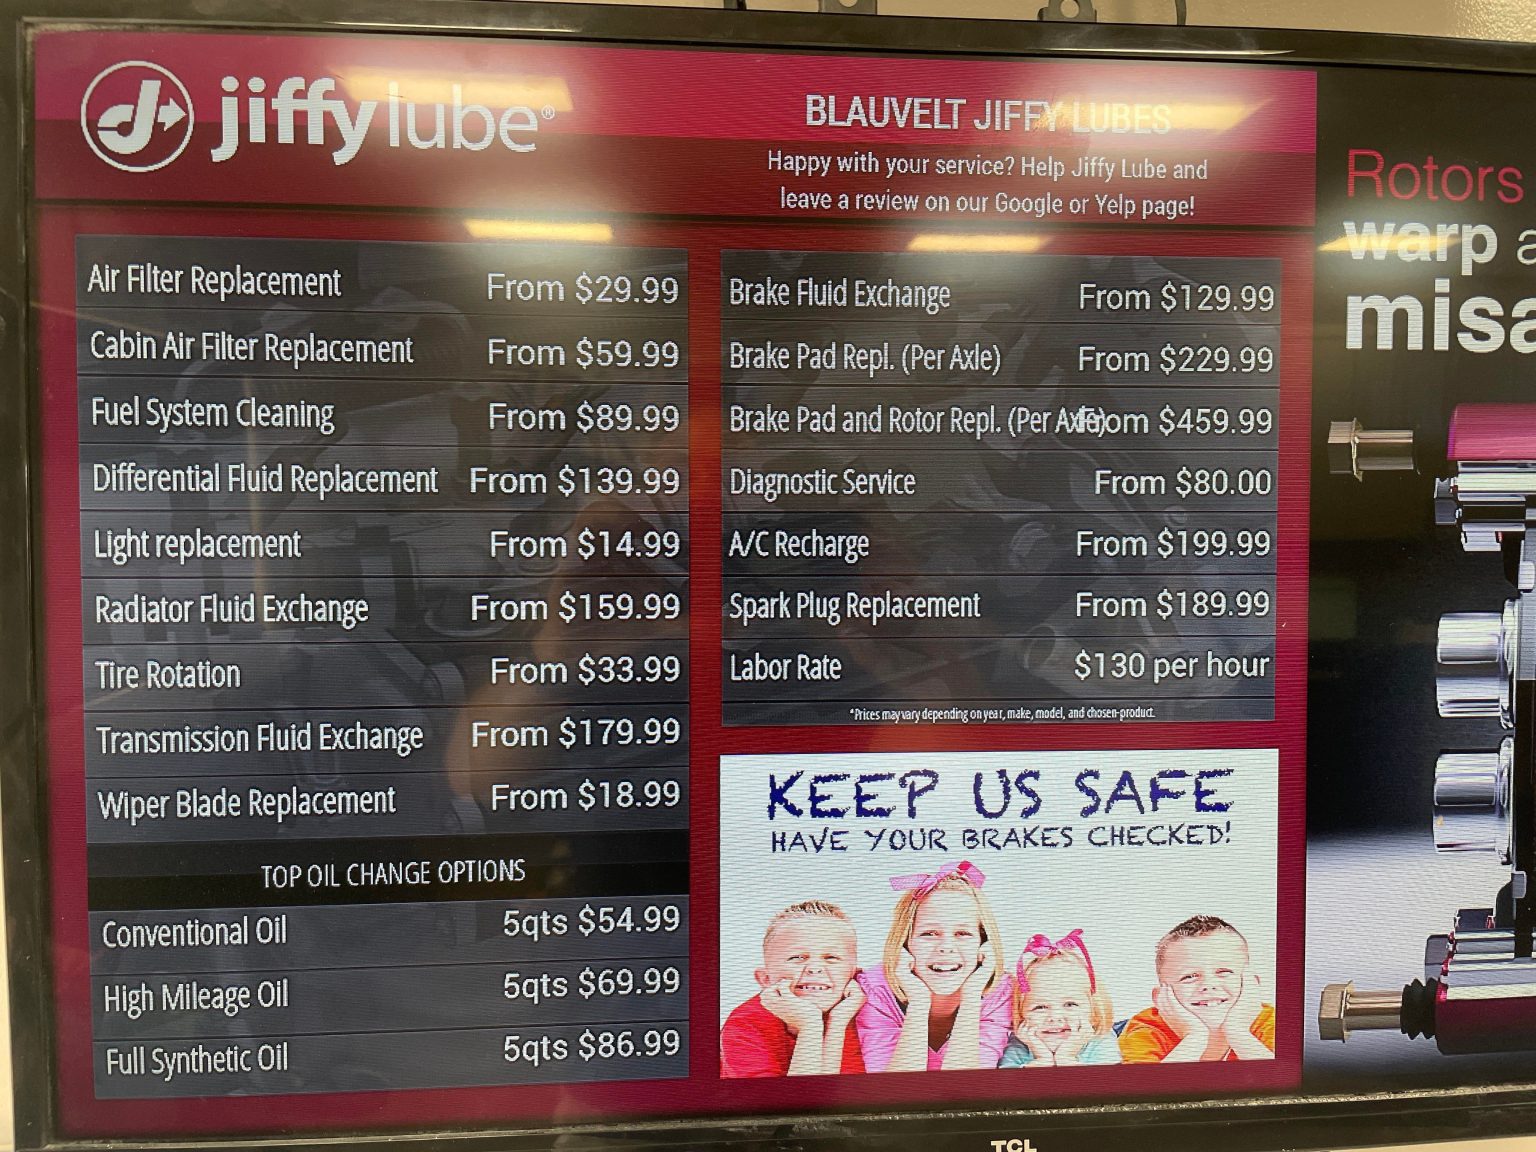 jiffy lube®
BLAUVELT JIFFY LUBES
Happy with your service? Help Jiffy Lube and
leave a review on our Google or Yelp page!
Air Filter Replacement From $29.99
Cabin Air Filter Replacement From $59.99
Fuel System Cleaning From $89.99
Differential Fluid Replacement From $139.99
Light replacement From $14.99
Radiator Fluid Exchange From $159.99
Tire Rotation From $33.99
Transmission Fluid Exchange From $179.99
Wiper Blade Replacement From $18.99
TOP OIL CHANGE OPTIONS
Conventional Oil 5qts $54.99
High Mileage Oil 5qts $69.99
Full Synthetic Oil 5qts $86.99
Brake Fluid Exchange From $129.99
Brake Pad Repl. (Per Axle) From $229.99
Brake Pad and Rotor Repl. (Per Axle) From $459.99
Diagnostic Service From $80.00
A/C Recharge From $199.99
Spark Plug Replacement From $189.99
Labor Rate $130 per hour
*Prices may vary depending on year, make, model, and chosen-product.
KEEP US SAFE
HAVE YOUR BRAKES CHECKED!
Rotors
warp a
misa
TCL